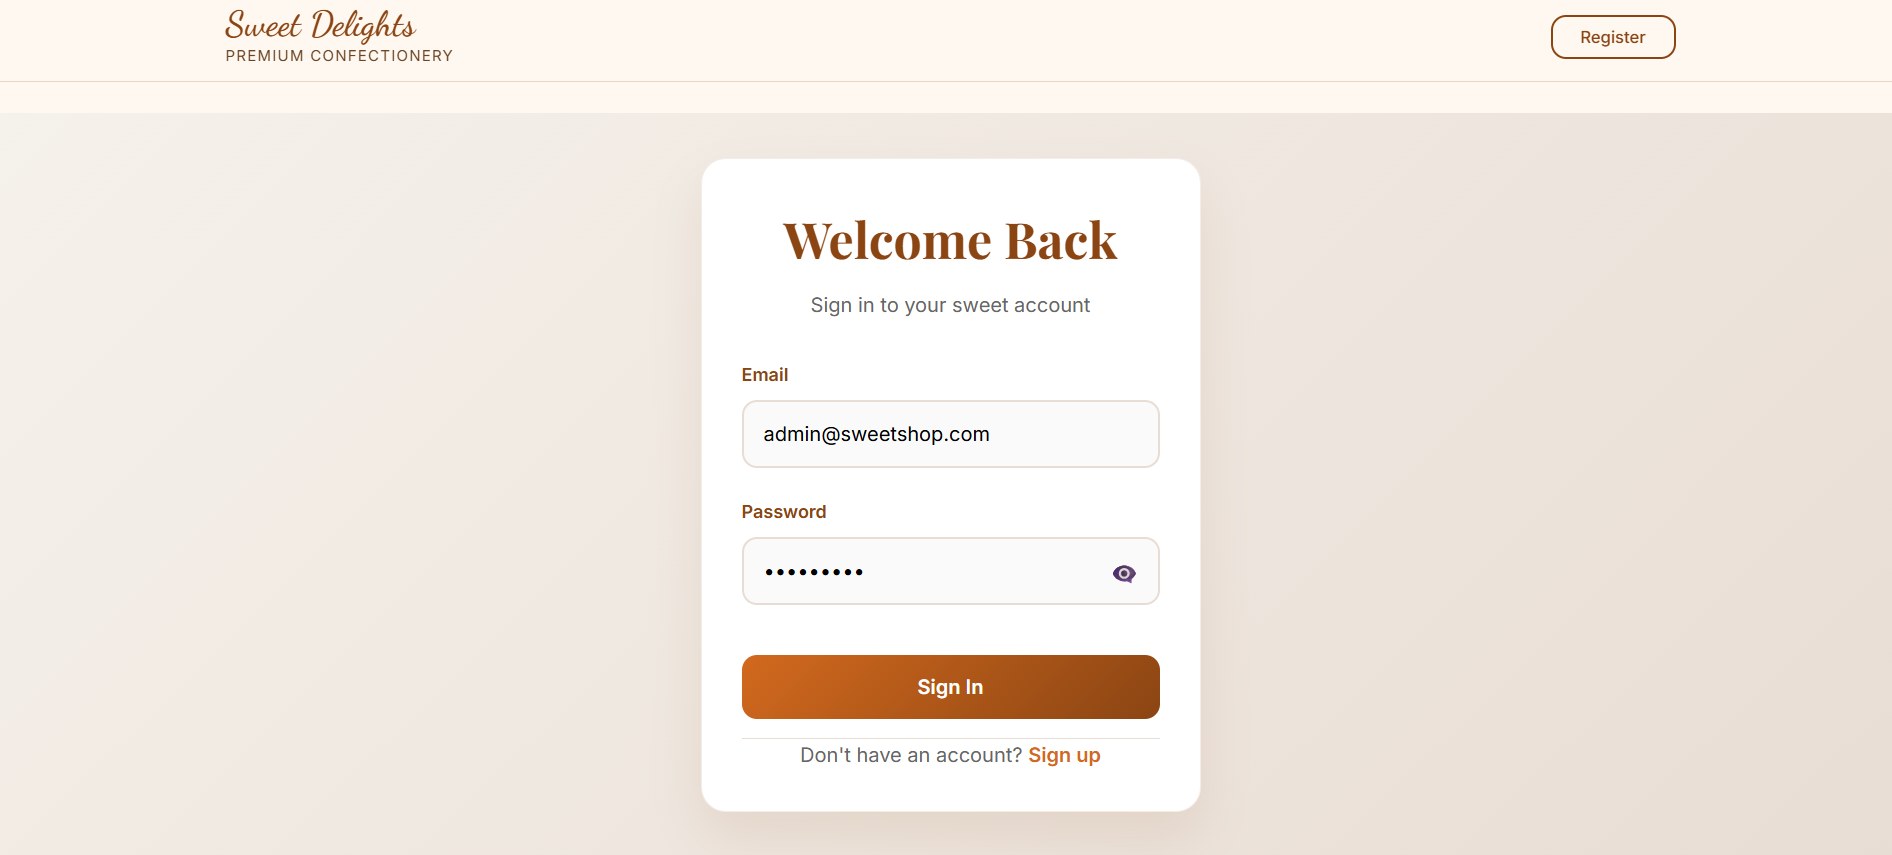 Sweet Delights
PREMIUM CONFECTIONERY
Register
Welcome Back
Sign in to your sweet account
Email
admin@sweetshop.com
Password
•••••••••
Sign In
Don't have an account? Sign up